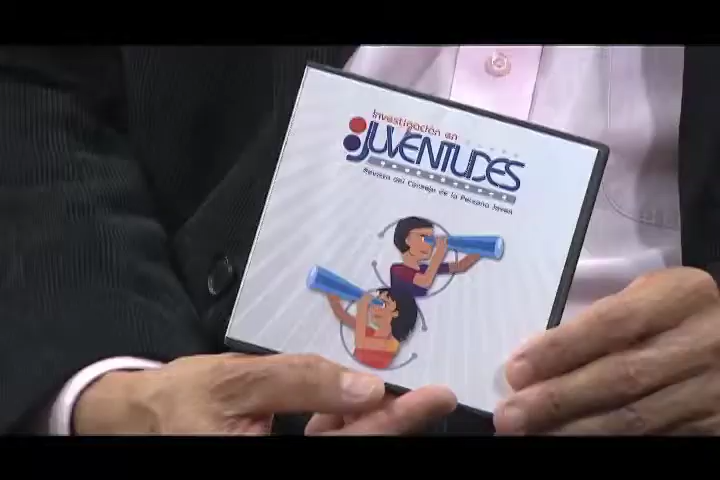 Investigación en
JUVENTUDES
Revista del Consejo de la Persona Joven